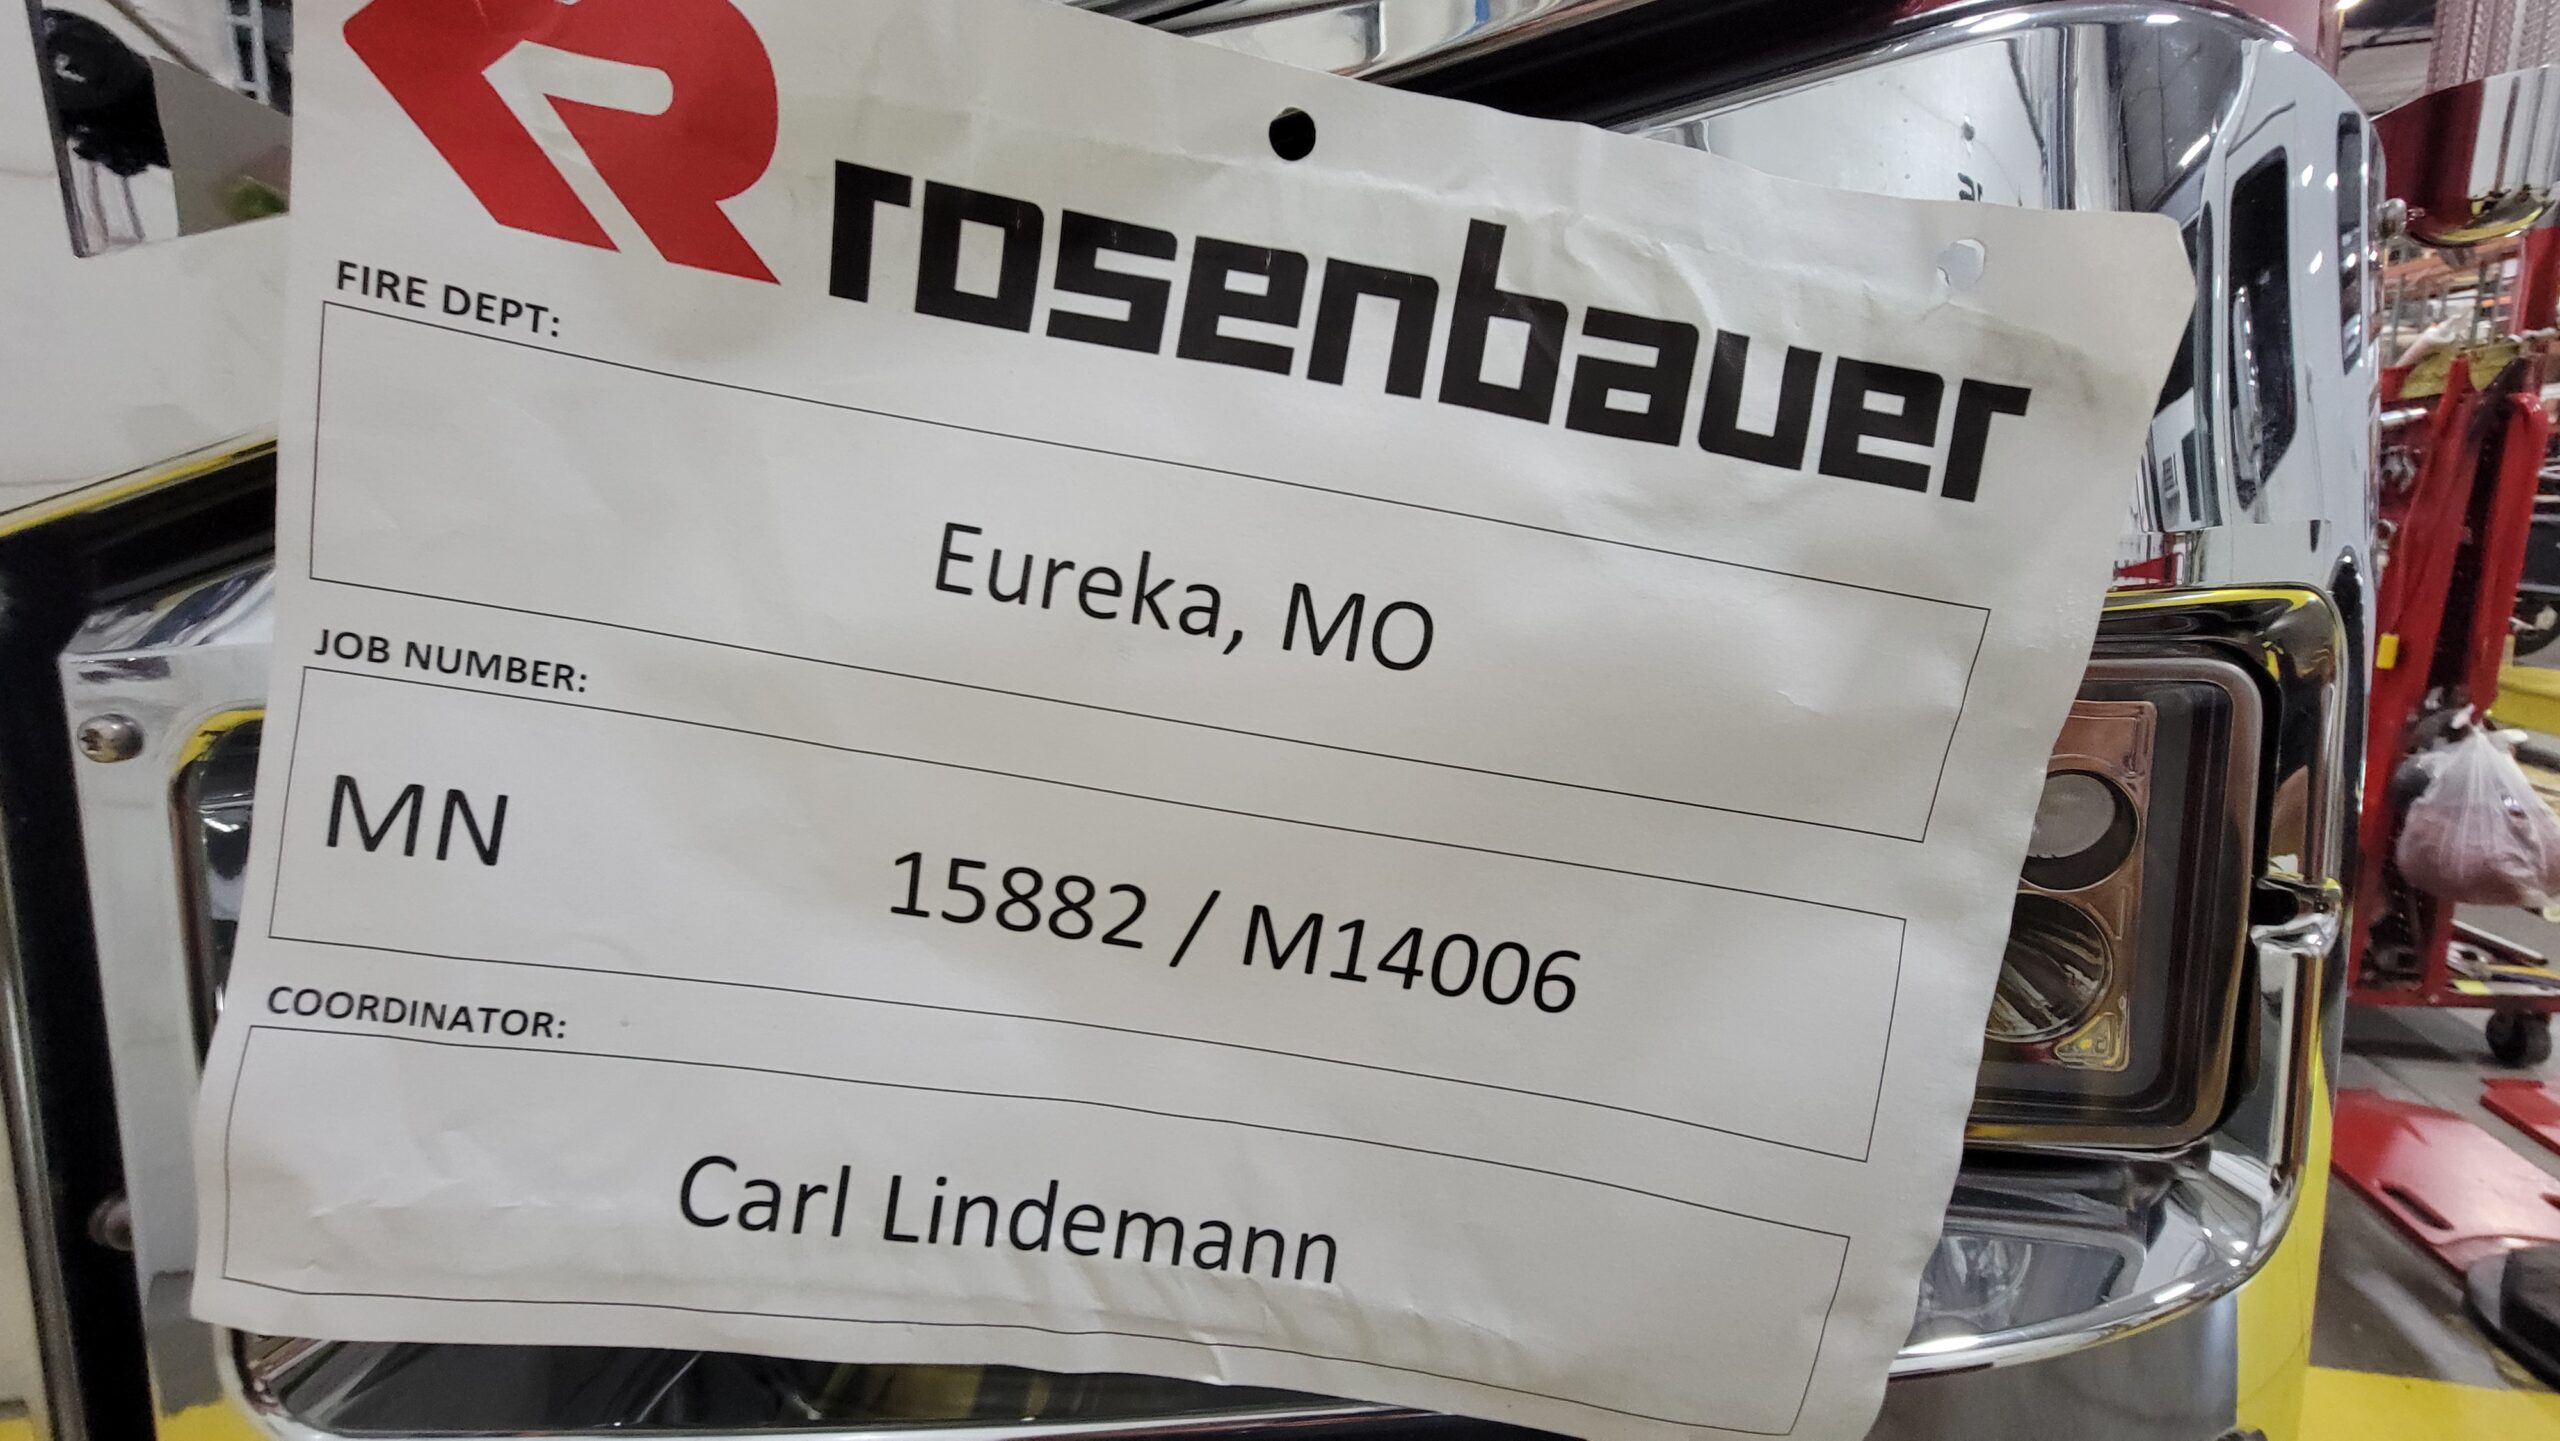 rosenbauer
FIRE DEPT:
Eureka, MO
JOB NUMBER:
MN 15882 / M14006
COORDINATOR:
Carl Lindemann